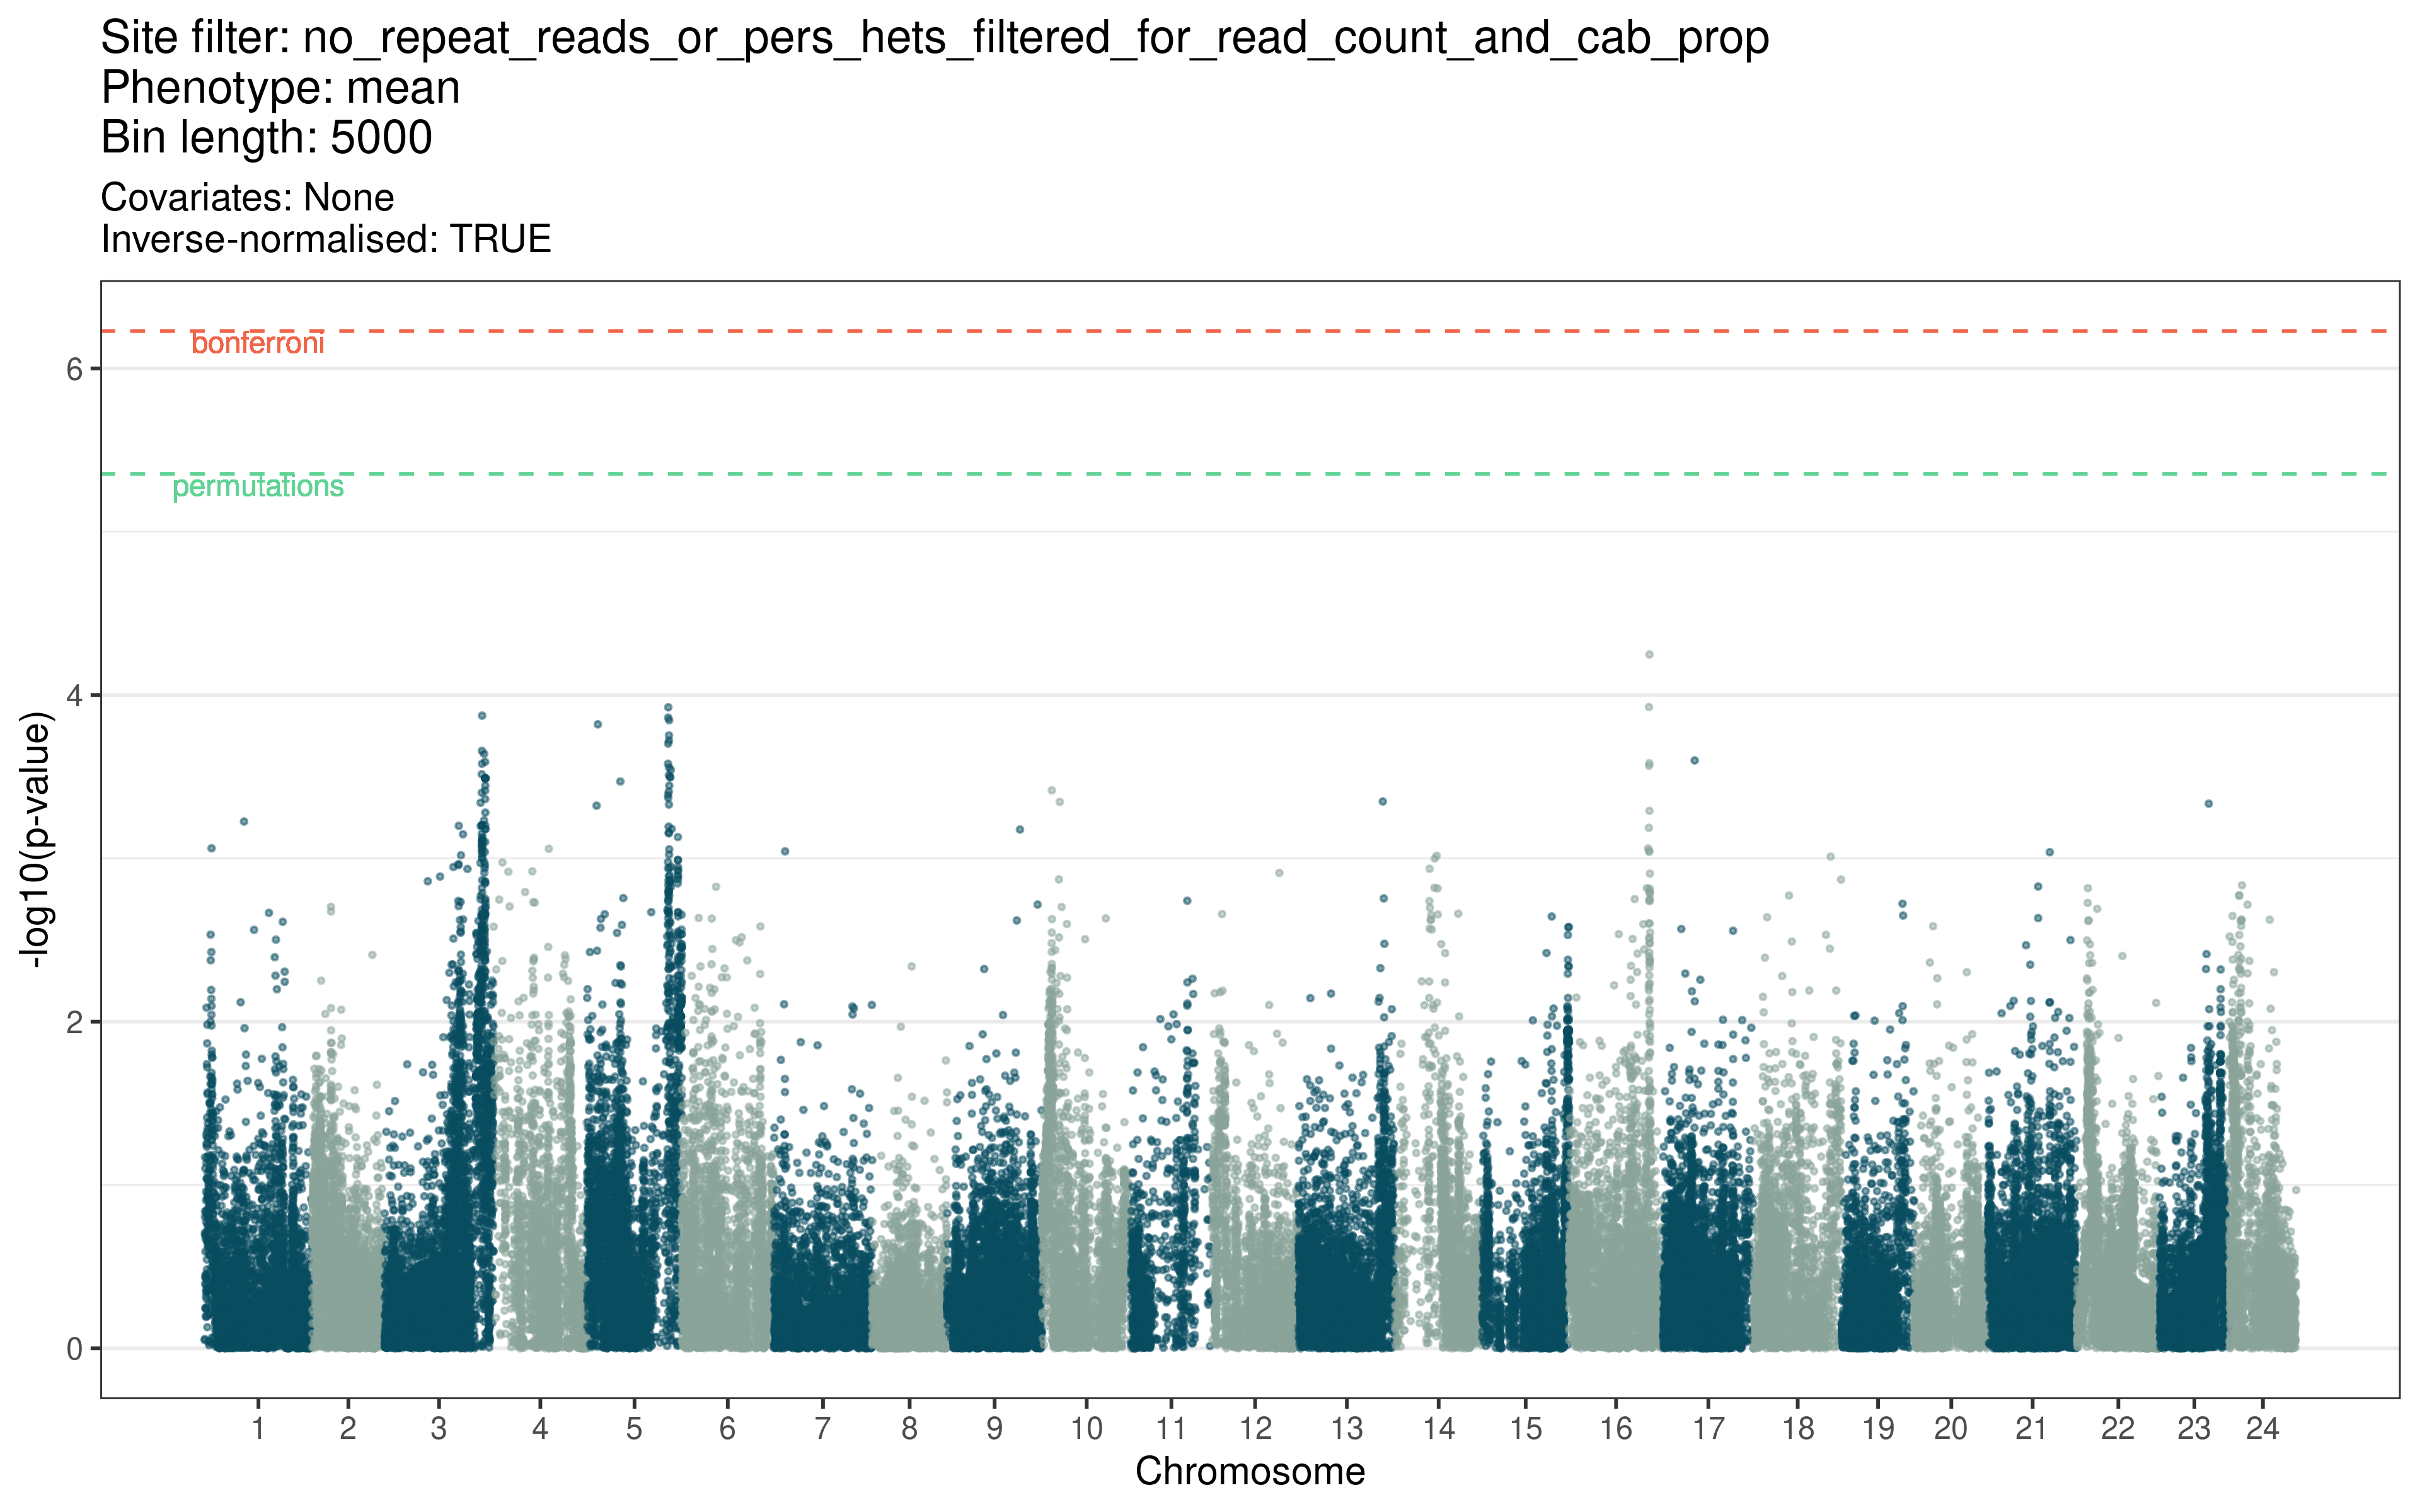 Site filter: no_repeat_reads_or_pers_hets_filtered_for_read_count_and_cab_prop
Phenotype: mean
Bin length: 5000
Covariates: None
Inverse-normalised: TRUE
bonferroni
6
permutations
4
-log10(p-value)
2
0
1 2 3 4 5 6 7 8 9 10 11 12 13 14 15 16 17 18 19 20 21 22 23 24
Chromosome